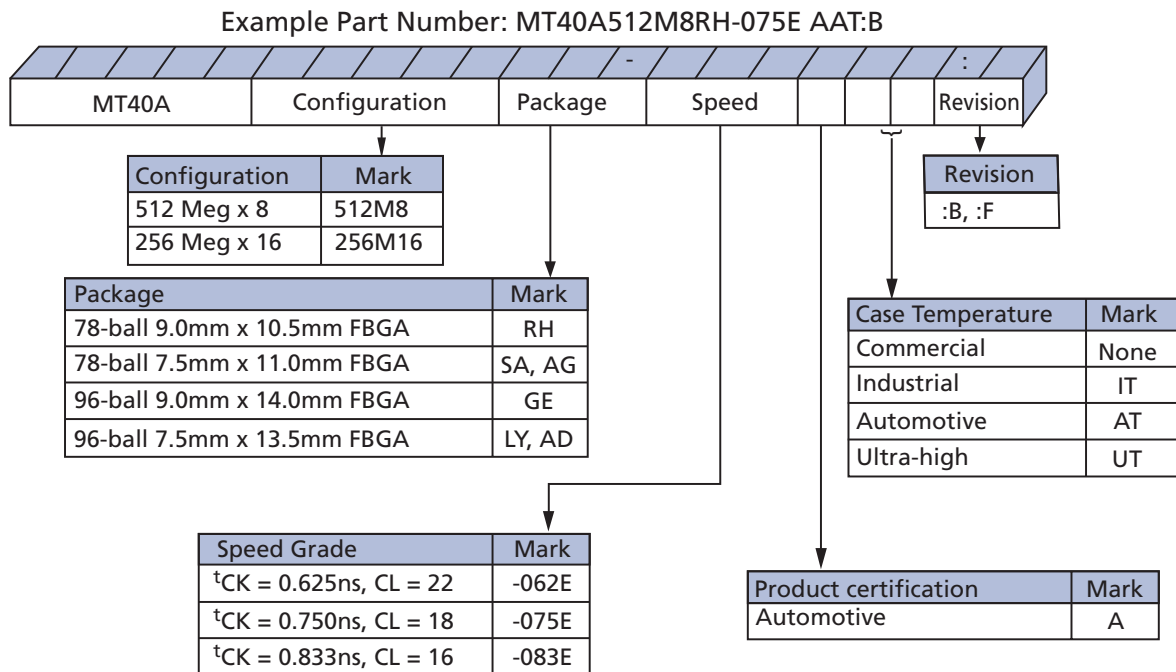 Example Part Number: MT40A512M8RH-075E AAT:B
- :
MT40A Configuration Package Speed Revision
Configuration Mark
512 Meg x 8 512M8
256 Meg x 16 256M16
Revision
:B, :F
Package Mark
78-ball 9.0mm x 10.5mm FBGA RH
78-ball 7.5mm x 11.0mm FBGA SA, AG
96-ball 9.0mm x 14.0mm FBGA GE
96-ball 7.5mm x 13.5mm FBGA LY, AD
Case Temperature Mark
Commercial None
Industrial IT
Automotive AT
Ultra-high UT
Speed Grade Mark
tCK = 0.625ns, CL = 22 -062E
tCK = 0.750ns, CL = 18 -075E
tCK = 0.833ns, CL = 16 -083E
Product certification Mark
Automotive A